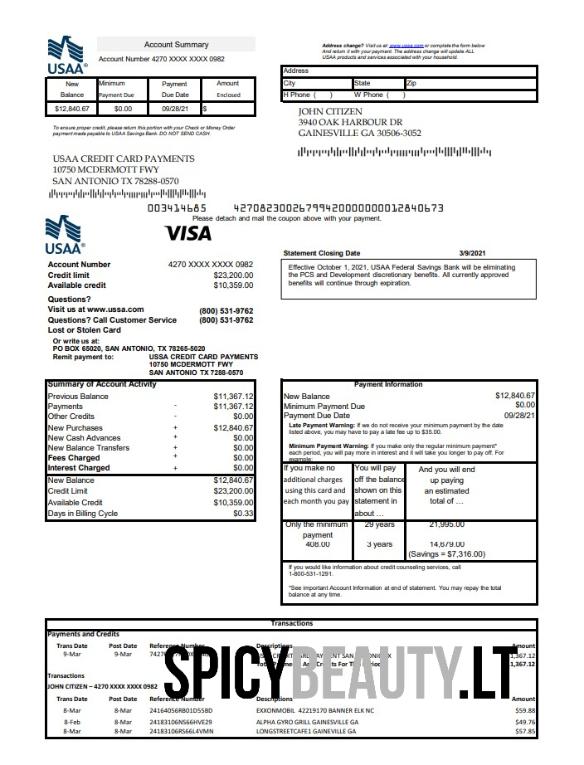 Account Summary
USAA®
Account Number 4270 XXXX XXXX 0982
New Balance
Minimum Payment Due
Payment Due Date
Amount Enclosed
$12,840.67
$0.00
09/28/21
$
To ensure proper credit, please return this portion with your Check or Money Order
payment made payable to USAA Savings Bank. DO NOT SEND CASH.
Address change? Visit us at: www.usaa.com or complete the form below
And return it with payment. The address change will update ALL
USAA products and services associated with your household.
Address
City State Zip
H Phone ( ) W Phone ( )
JOHN CITIZEN
3940 OAK HARBOUR DR
GAINESVILLE GA 30506-3052
USAA CREDIT CARD PAYMENTS
10750 MCDERMOTT FWY
SAN ANTONIO TX 78288-0570
003414685 4270823002679942000000001284067​3
Please detach and mail the coupon above with your payment.
USAA®
VISA
Account Number 4270 XXXX XXXX 0982
Credit limit $23,200.00
Available credit $10,359.00
Questions?
Visit us at www.ussa.com (800) 531-9762
Questions? Call Customer Service (800) 531-9762
Lost or Stolen Card
Or write us at:
PO BOX 65020, SAN ANTONIO, TX 78265-5020
Remit payment to: USSA CREDIT CARD PAYMENTS
10750 MCDERMOTT FWY
SAN ANTONIO TX 7288-0570
Statement Closing Date 3/9/2021
Effective October 1, 2021, USAA Federal Savings Bank will be eliminating
the PCS and Development discretionary benefits. All currently approved
benefits will continue through expiration.
Summary of Account Activity
Previous Balance $11,367.12
Payments - $11,367.12
Other Credits - $0.00
New Purchases + $12,840.67
New Cash Advances + $0.00
New Balance Transfers + $0.00
Fees Charged + $0.00
Interest Charged + $0.00
New Balance $12,840.67
Credit Limit $23,200.00
Available Credit $10,359.00
Days in Billing Cycle $0.33
Payment Information
New Balance $12,840.67
Minimum Payment Due $0.00
Payment Due Date 09/28/21
Late Payment Warning: If we do not receive your minimum payment by the date
listed above, you may have to pay a late fee up to $35.00.
Minimum Payment Warning: If you make only the regular minimum payment*
each period, you will pay more in interest and it will take you longer to pay off. For
example:
If you make no
additional charges
using this card and
each month you pay
You will pay
off the balance
shown on this
statement in
about …
And you will end
up paying
an estimated
total of …
Only the minimum
payment
29 years
21,995.00
408.00
3 years
14,679.00
(Savings = $7,316.00)
If you would like information about credit counseling services, call
1-800-531-1291.
*See important Account Information at end of statement. You may repay the total
balance at any time.
Transactions
Payments and Credits
Trans Date Post Date Reference Number Descriptions Amount
9-Mar 9-Mar
Transactions
JOHN CITIZEN – 4270 XXXX XXXX 0982
SPICYBEAUTY.LT
Trans Date Post Date Reference Number Descriptions Amount
8-Mar 8-Mar 24164056RB01D558D EXXONMOBIL 42219170 BANNER ELK NC $59.88
8-Feb 8-Mar 24183106NS66HVE29 ALPHA GYRO GRILL GAINESVILLE GA $49.76
8-Mar 8-Mar 24183106RS66L4VMN LONGSTREETCAFE1 GAINESVILLE GA $57.85